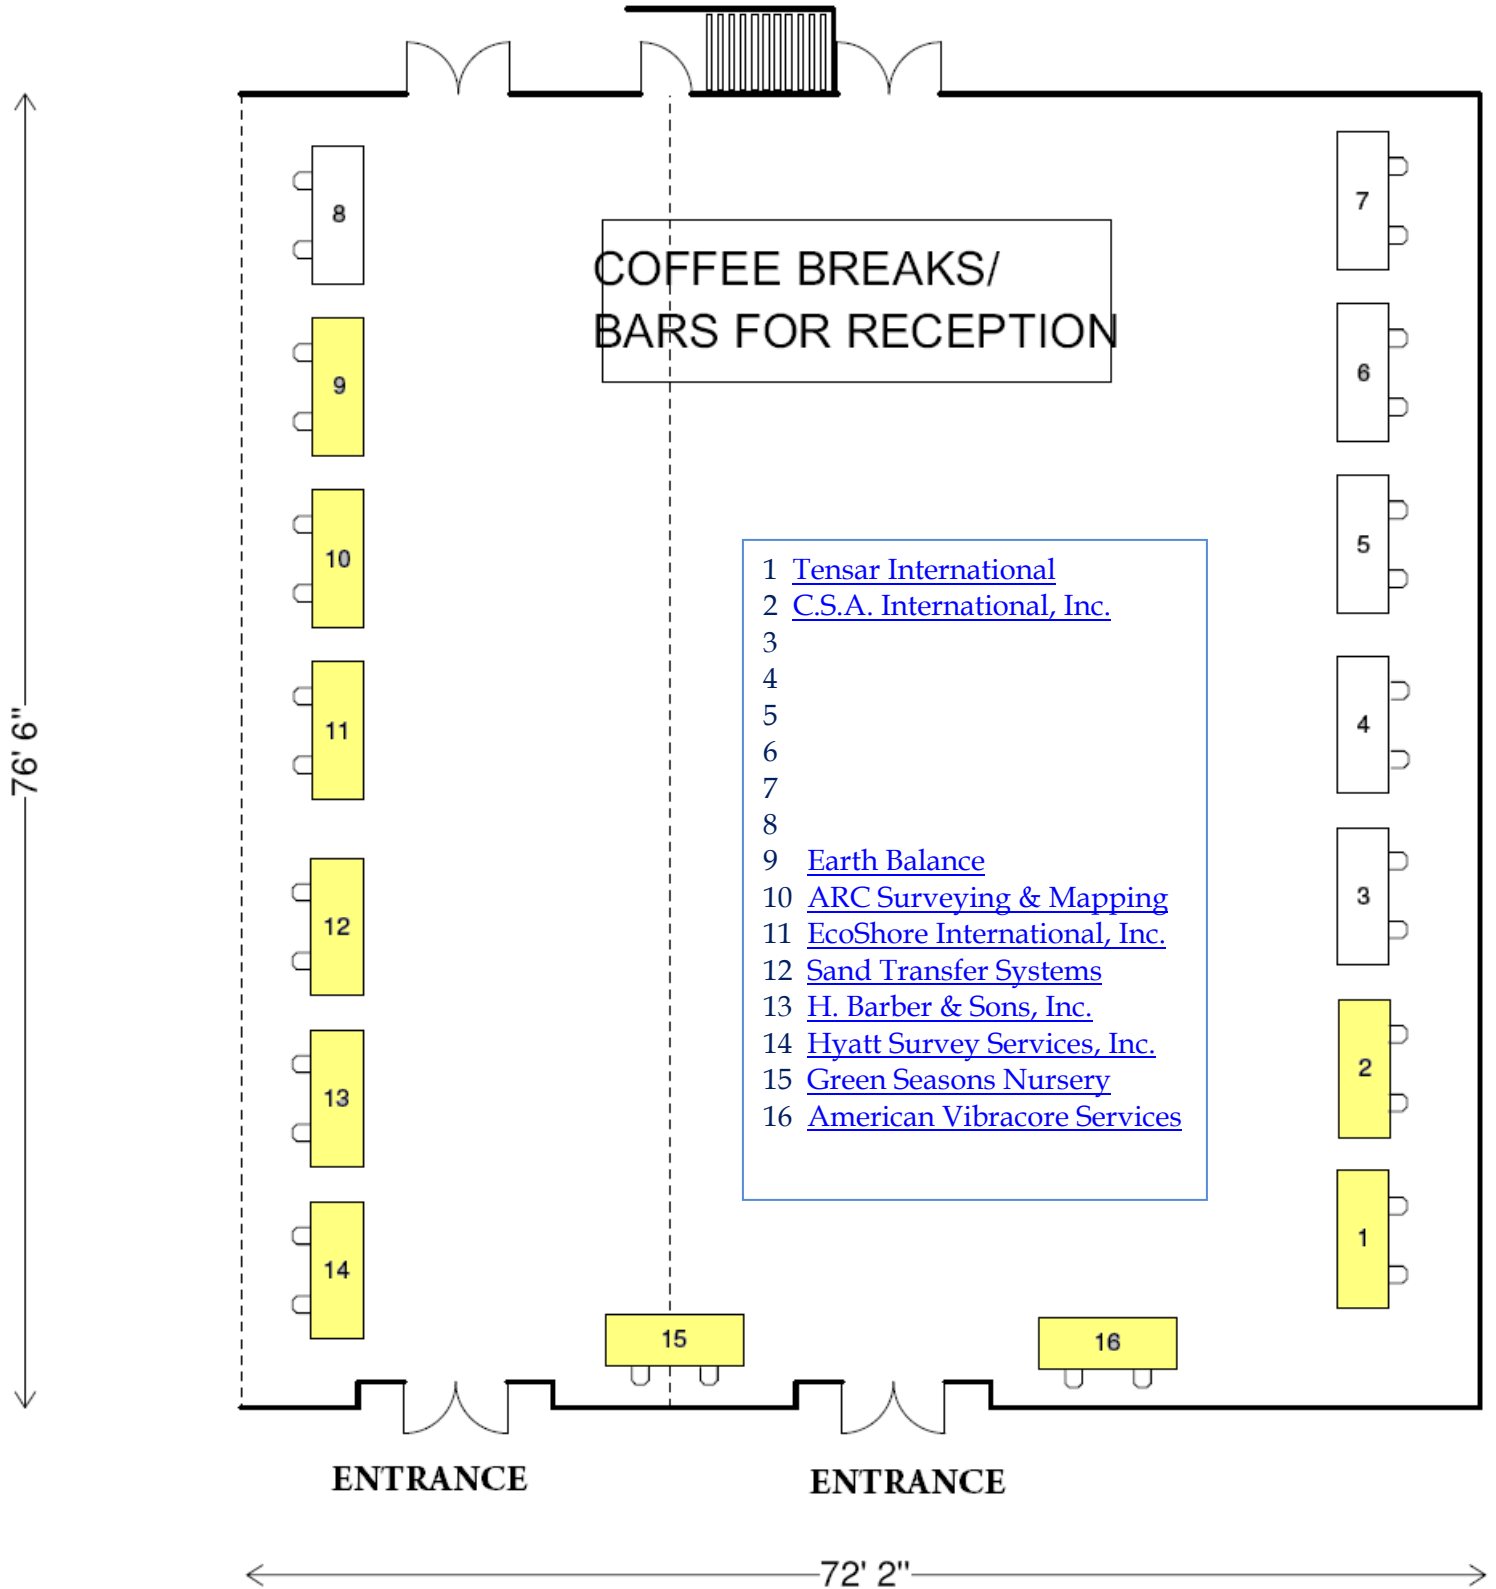 8
7
COFFEE BREAKS/
BARS FOR RECEPTION
9
6
10
5
1 Tensar International
2 C.S.A. International, Inc.
3
4
5
6
7
8
9 Earth Balance
10 ARC Surveying & Mapping
11 EcoShore International, Inc.
12 Sand Transfer Systems
13 H. Barber & Sons, Inc.
14 Hyatt Survey Services, Inc.
15 Green Seasons Nursery
16 American Vibracore Services
11
4
76' 6"
12
3
13
2
14
1
15
16
ENTRANCE
ENTRANCE
72' 2"